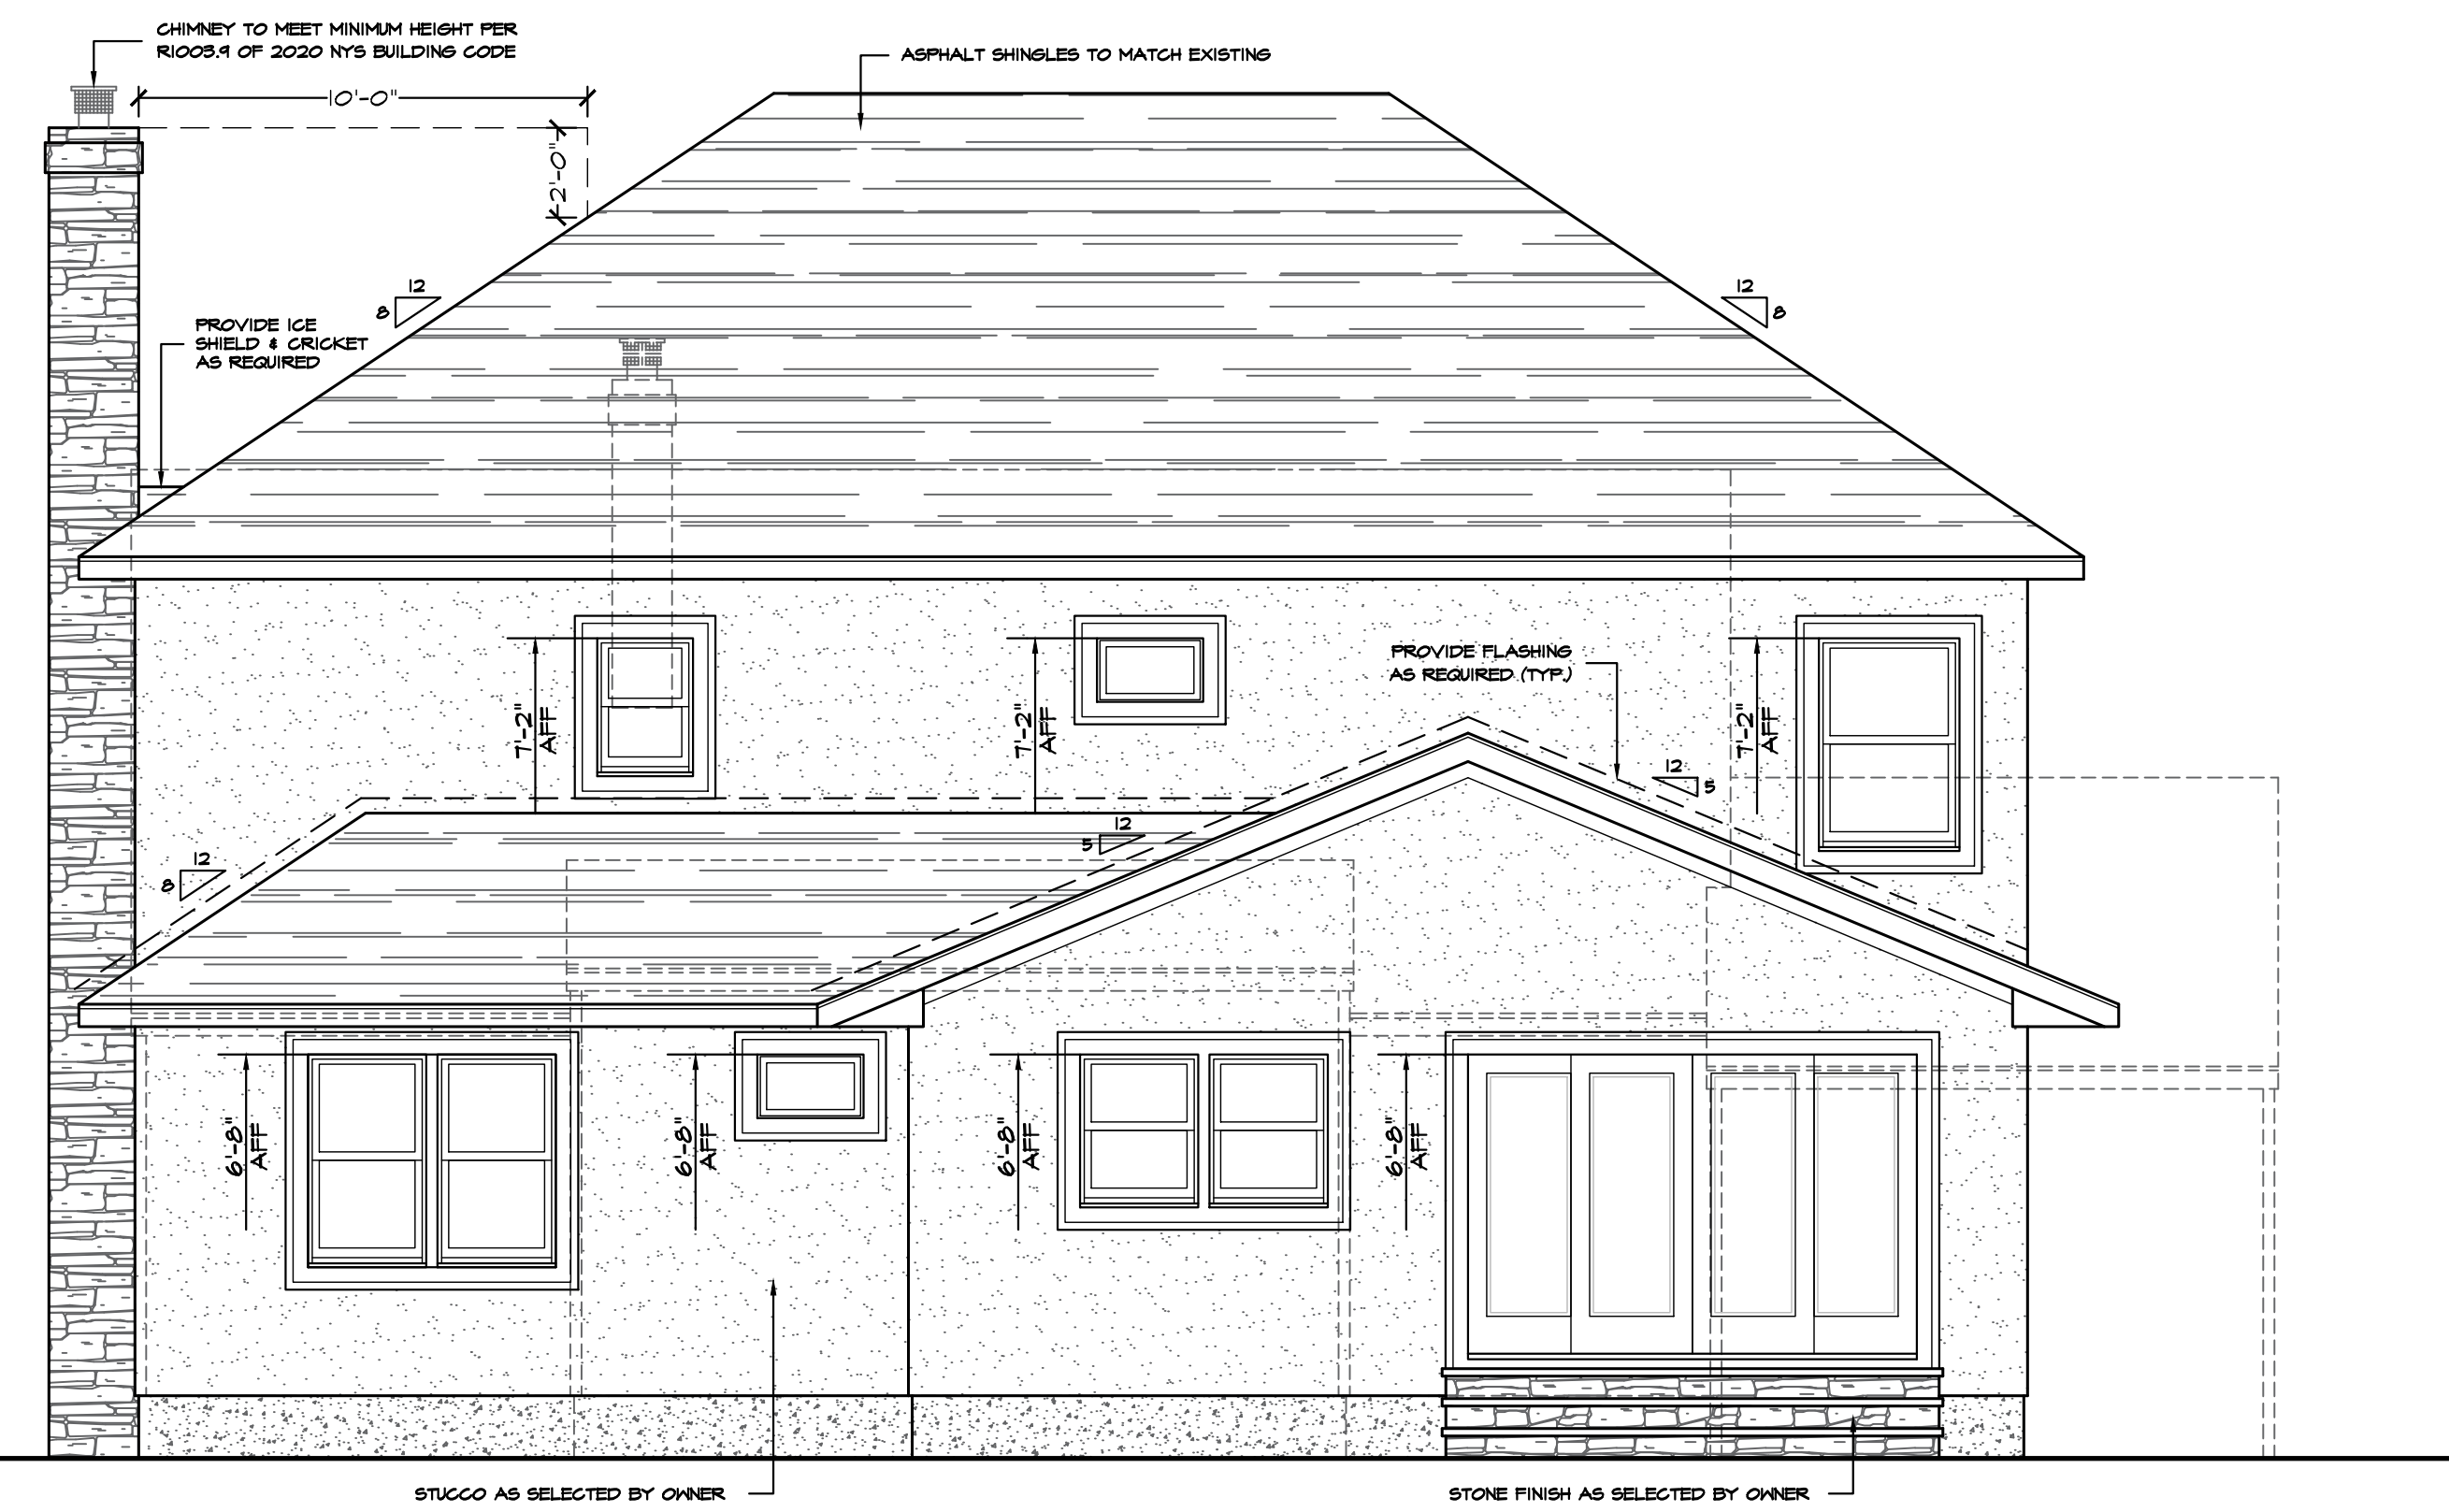 CHIMNEY TO MEET MINIMUM HEIGHT PER
R1003.9 OF 2020 NYS BUILDING CODE
ASPHALT SHINGLES TO MATCH EXISTING
10'-0"
2'-0"
12
8
12
8
PROVIDE ICE
SHIELD & CRICKET
AS REQUIRED
PROVIDE FLASHING
AS REQUIRED (TYP.)
7'-2"
AFF
7'-2"
AFF
7'-2"
AFF
12
5
12
5
12
8
6'-8"
AFF
6'-8"
AFF
6'-8"
AFF
6'-8"
AFF
STUCCO AS SELECTED BY OWNER
STONE FINISH AS SELECTED BY OWNER